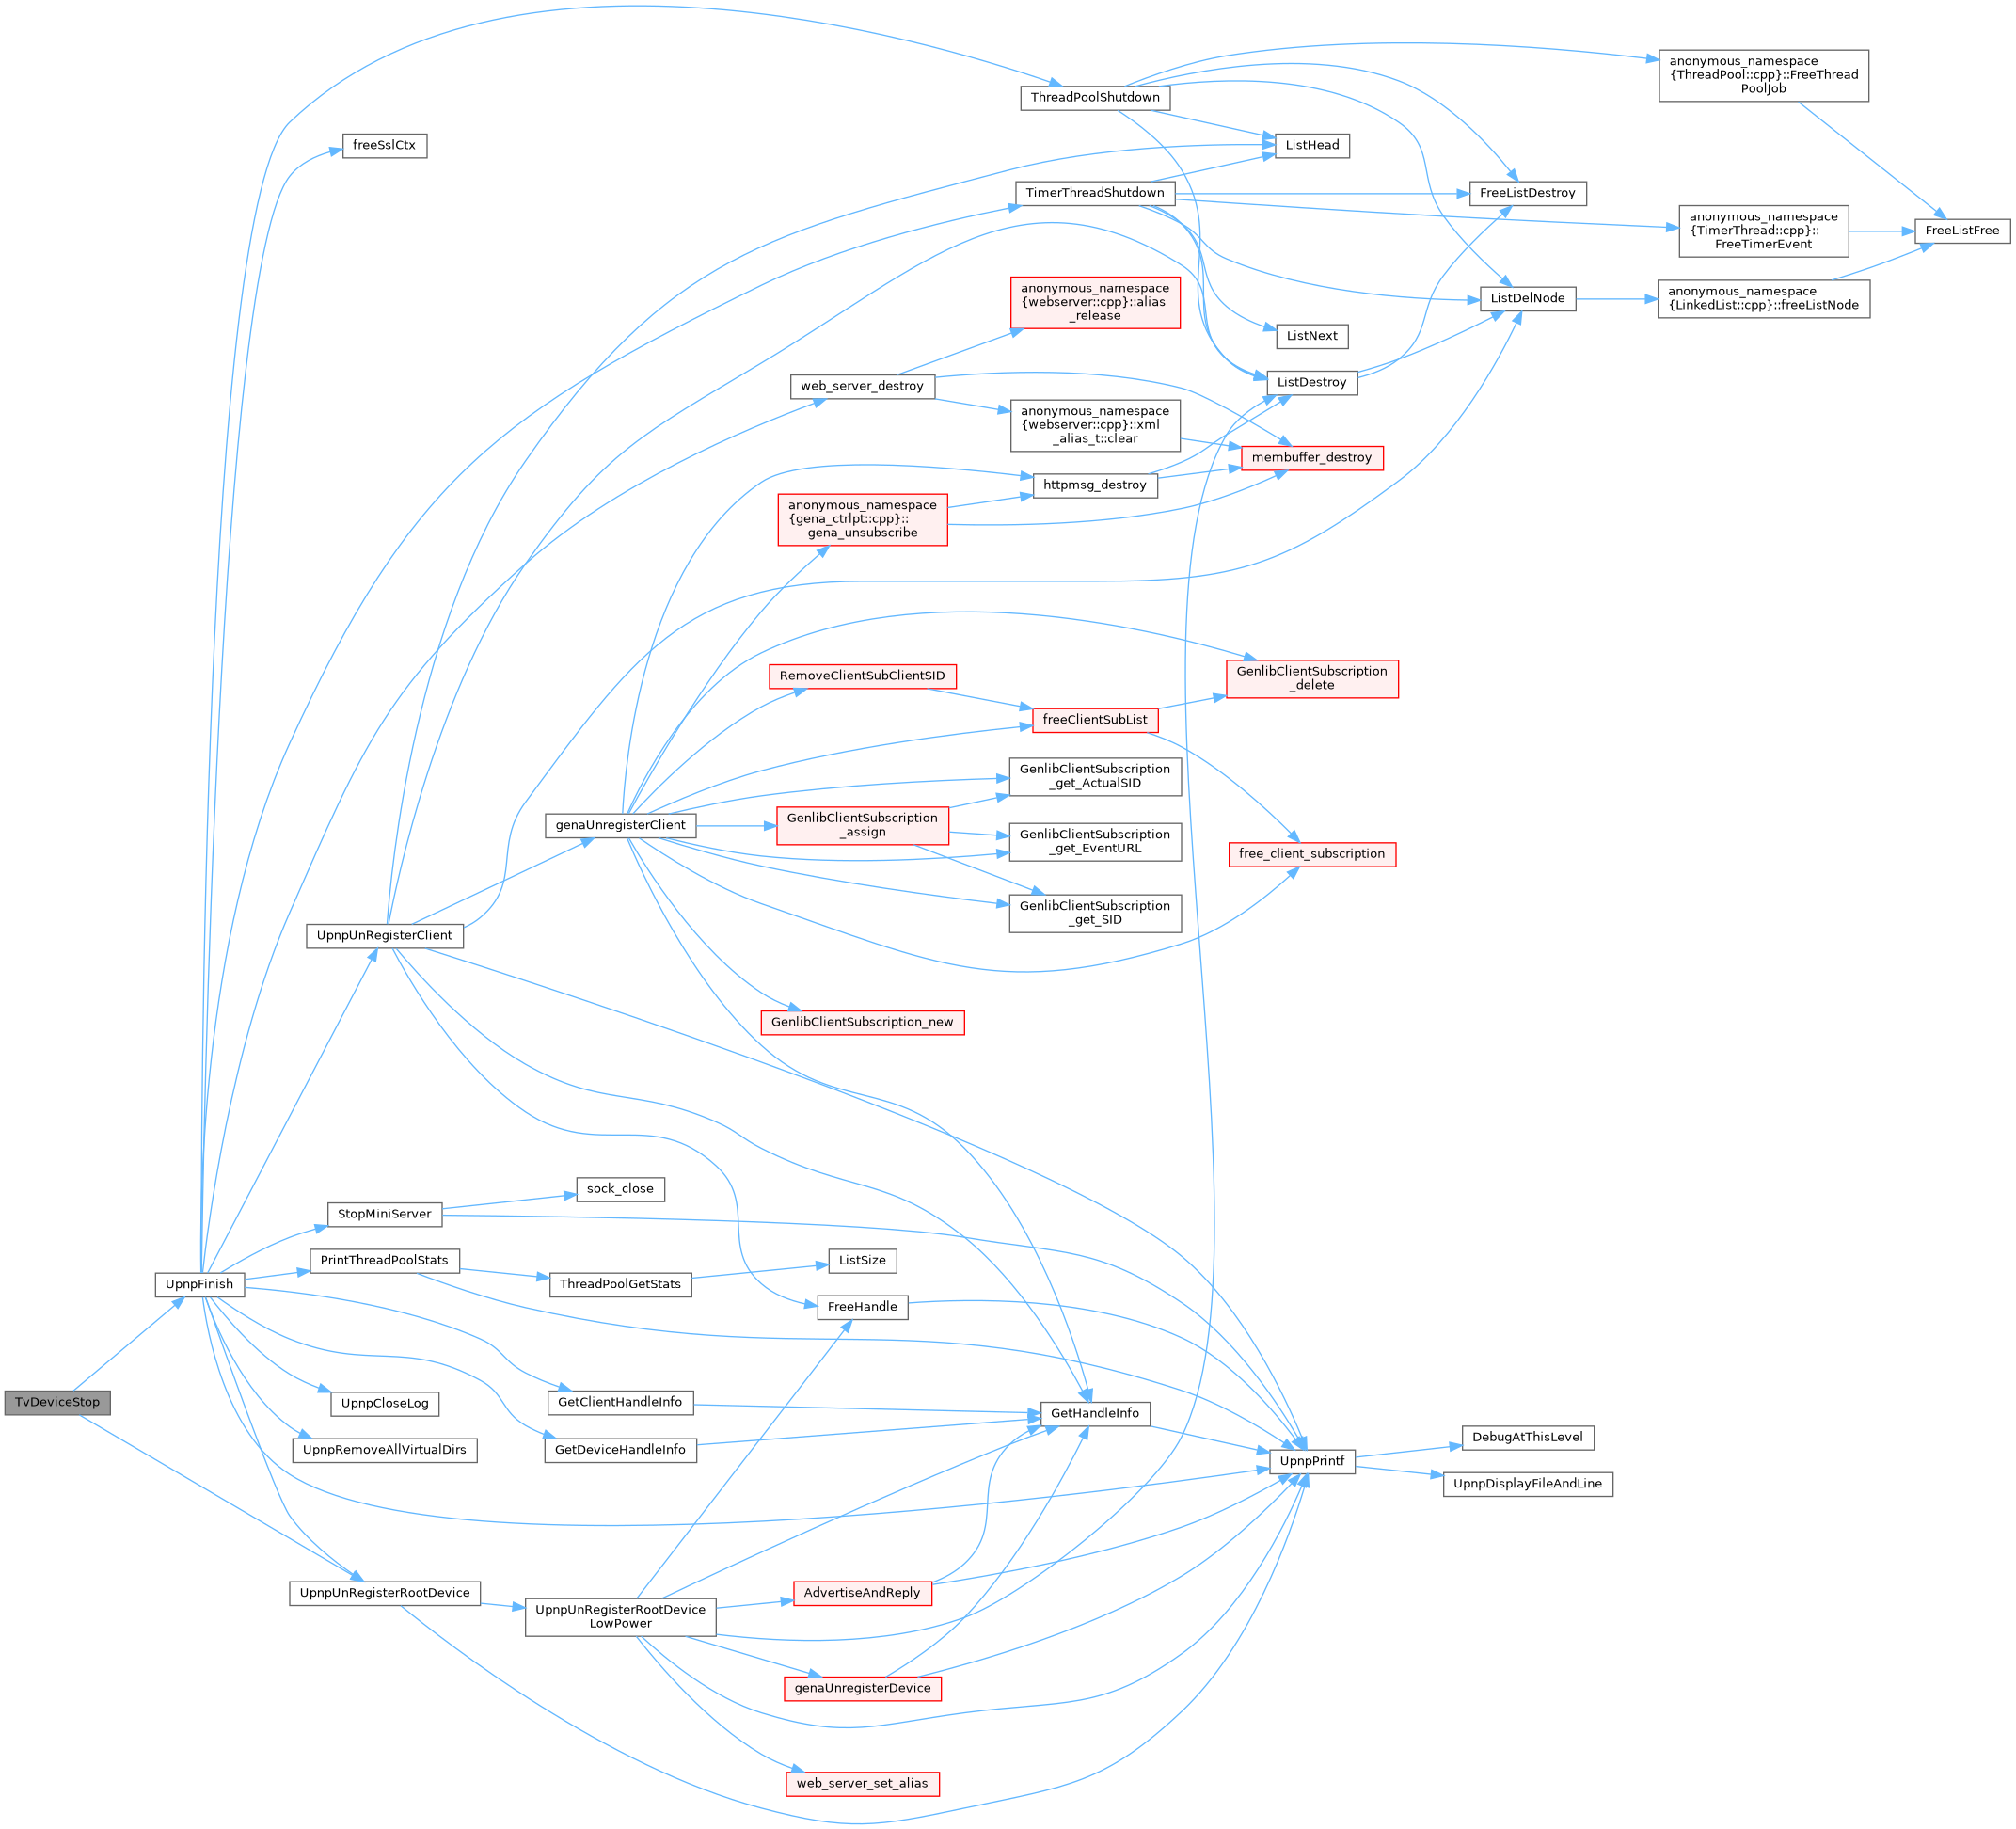 ThreadPoolShutdown
anonymous_namespace
{ThreadPool::cpp}::FreeThread
PoolJob
freeSslCtx
ListHead
TimerThreadShutdown
FreeListDestroy
anonymous_namespace
{TimerThread::cpp}::
FreeTimerEvent
FreeListFree
anonymous_namespace
{webserver::cpp}::alias
_release
ListDelNode
anonymous_namespace
{LinkedList::cpp}::freeListNode
ListNext
web_server_destroy
ListDestroy
anonymous_namespace
{webserver::cpp}::xml
_alias_t::clear
membuffer_destroy
httpmsg_destroy
anonymous_namespace
{gena_ctrlpt::cpp}::
gena_unsubscribe
RemoveClientSubClientSID
GenlibClientSubscription
_delete
freeClientSubList
GenlibClientSubscription
_get_ActualSID
genaUnregisterClient
GenlibClientSubscription
_assign
GenlibClientSubscription
_get_EventURL
free_client_subscription
GenlibClientSubscription
_get_SID
UpnpUnRegisterClient
GenlibClientSubscription_new
sock_close
StopMiniServer
PrintThreadPoolStats
ListSize
UpnpFinish
ThreadPoolGetStats
FreeHandle
TvDeviceStop
UpnpCloseLog
GetClientHandleInfo
GetHandleInfo
UpnpRemoveAllVirtualDirs
GetDeviceHandleInfo
DebugAtThisLevel
UpnpPrintf
UpnpDisplayFileAndLine
UpnpUnRegisterRootDevice
AdvertiseAndReply
UpnpUnRegisterRootDevice
LowPower
genaUnregisterDevice
web_server_set_alias